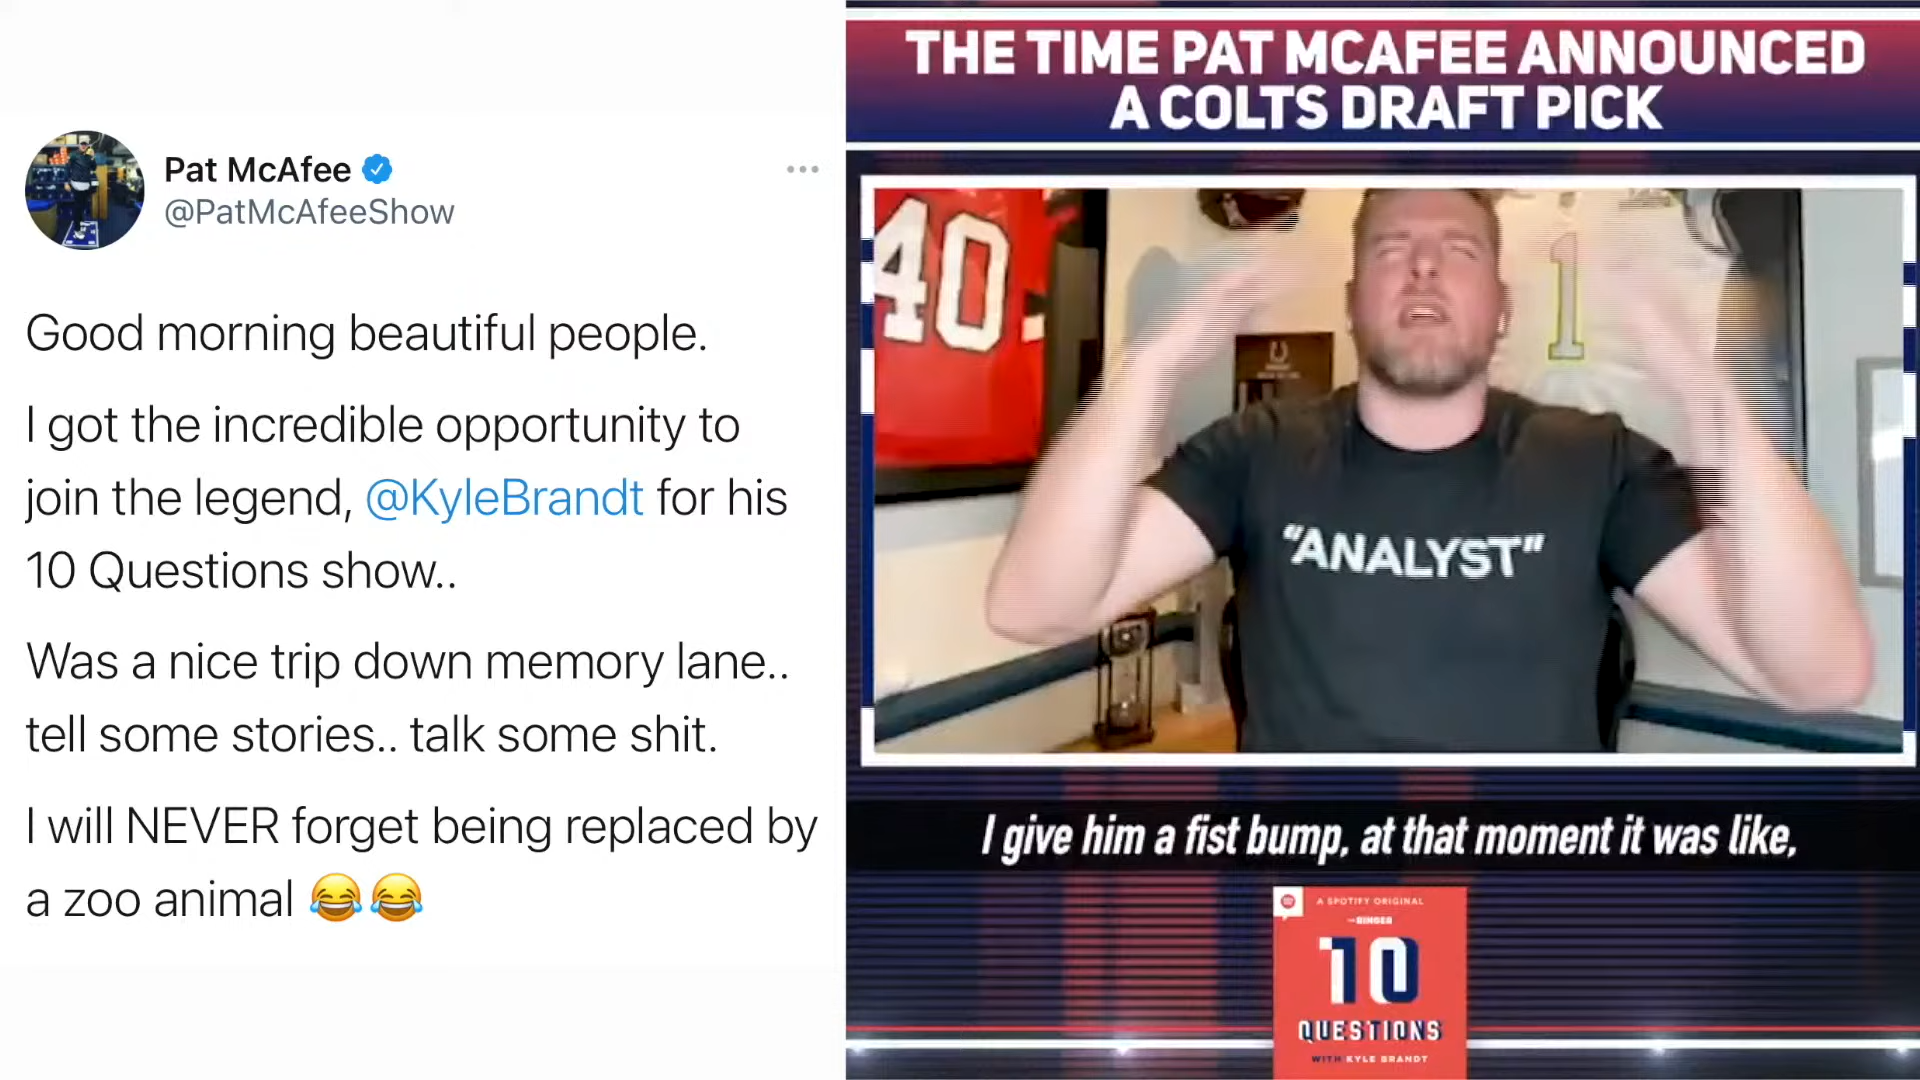 Pat McAfee
@PatMcAfeeShow
Good morning beautiful people.
I got the incredible opportunity to
join the legend, @KyleBrandt for his
10 Questions show..
Was a nice trip down memory lane..
tell some stories.. talk some shit.
I will NEVER forget being replaced by
a zoo animal 😂😂
THE TIME PAT MCAFEE ANNOUNCED
A COLTS DRAFT PICK
40
1
"ANALYST"
I give him a fist bump, at that moment it was like,
A SPOTIFY ORIGINAL
RINGER
10
QUESTIONS
WITH KYLE BRANDT